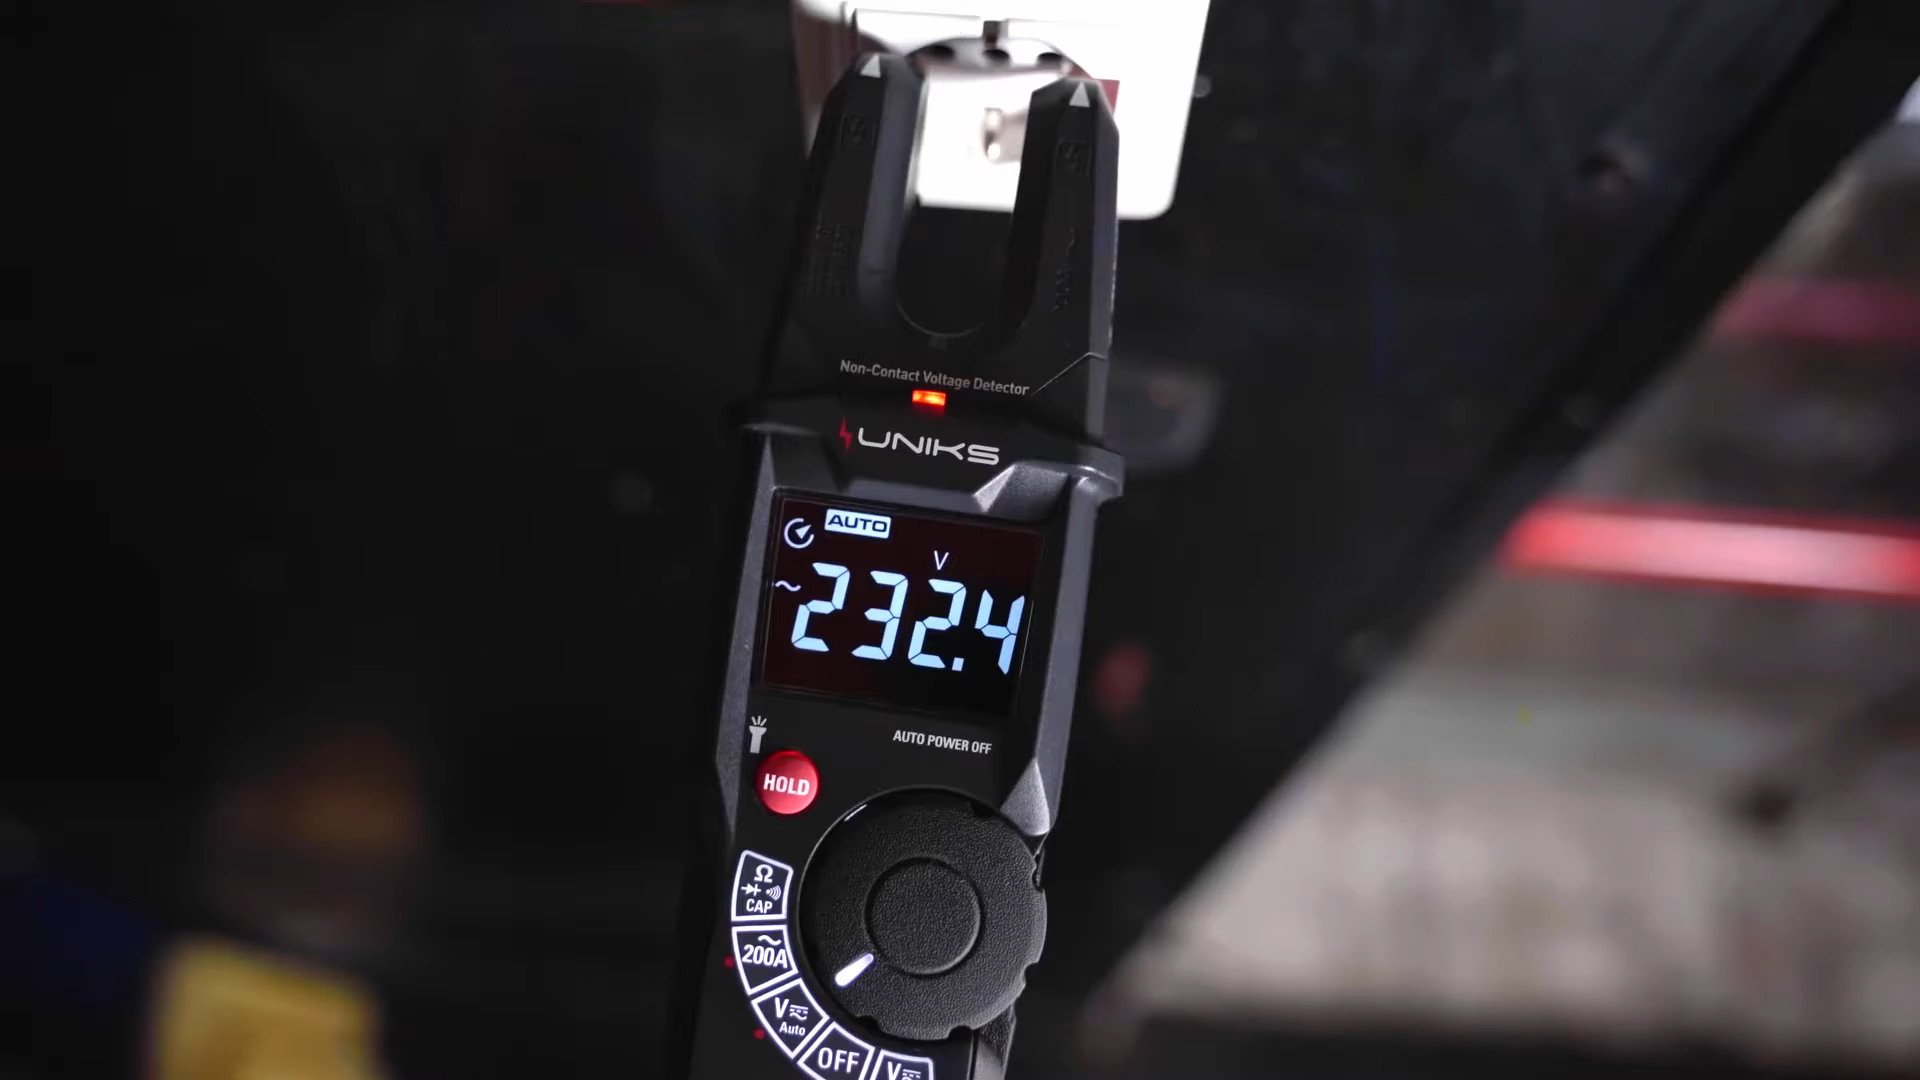 Non-Contact Voltage Detector
UNIKS
AUTO
V
~232.4
AUTO POWER OFF
HOLD
Ω
CAP
200A
V
Auto
OFF
V